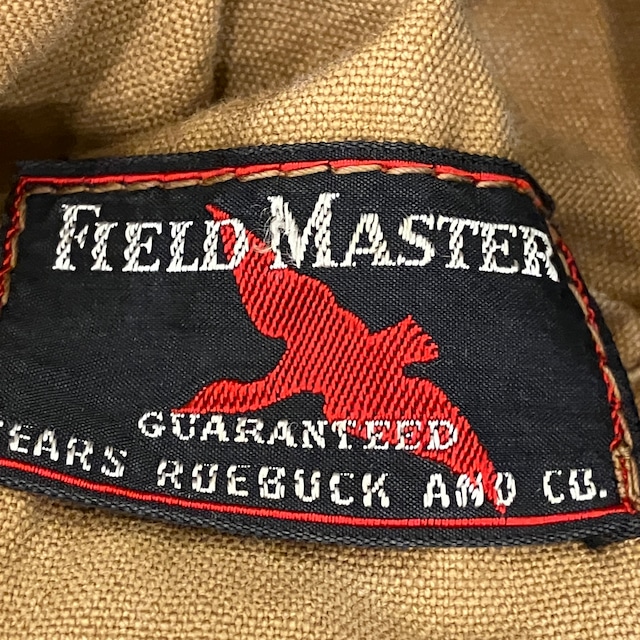 FIELD MASTER
GUARANTEED
SEARS ROEBUCK AND CO.